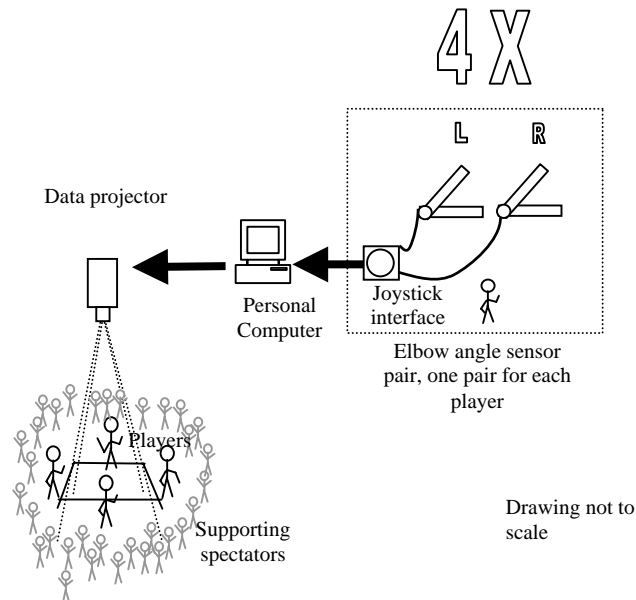 4 X
L R
Data projector
Personal
Computer
Joystick
interface
Elbow angle sensor
pair, one pair for each
player
Players
Supporting
spectators
Drawing not to
scale